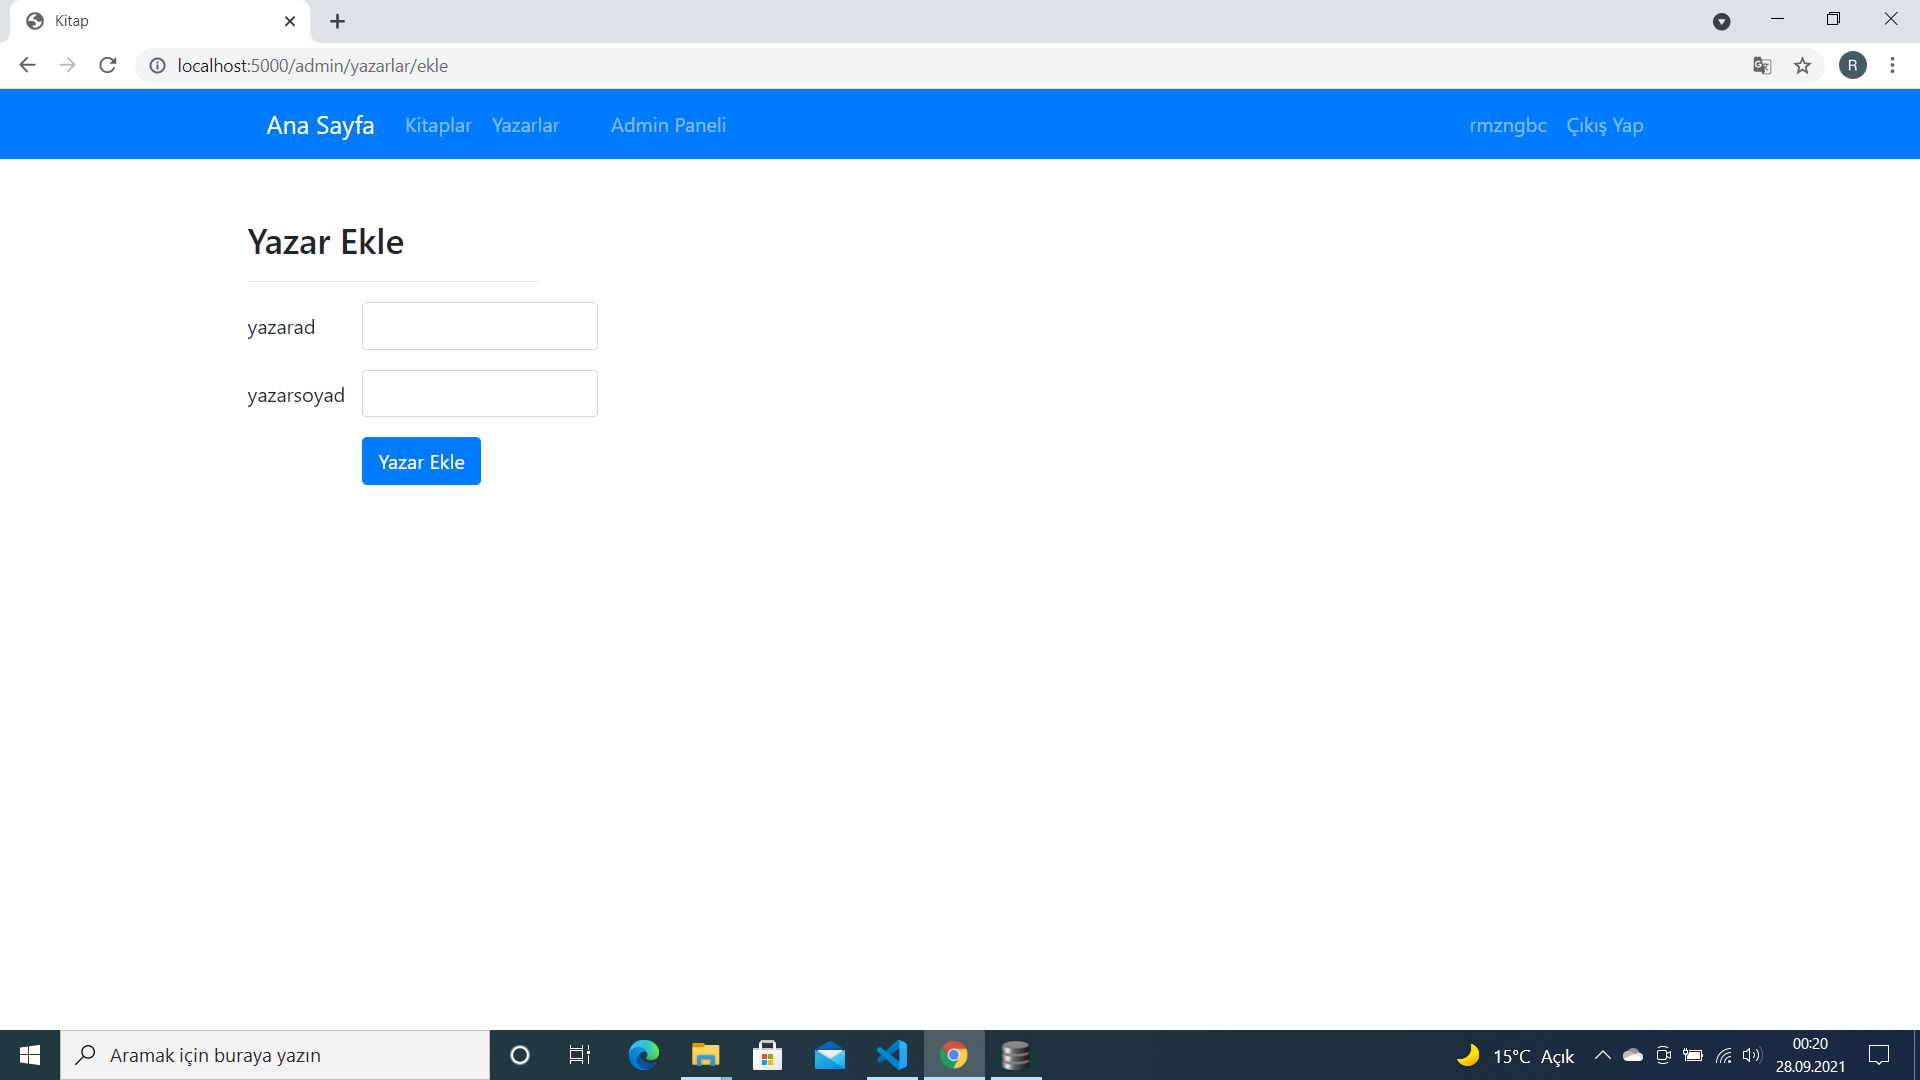 Kitap
localhost:5000/admin/yazarlar/ekle
R
Ana Sayfa Kitaplar Yazarlar Admin Paneli rmzngbc Çıkış Yap
Yazar Ekle
yazarad
yazarsoyad
Yazar Ekle
Aramak için buraya yazın
15°C Açık
00:20
28.09.2021